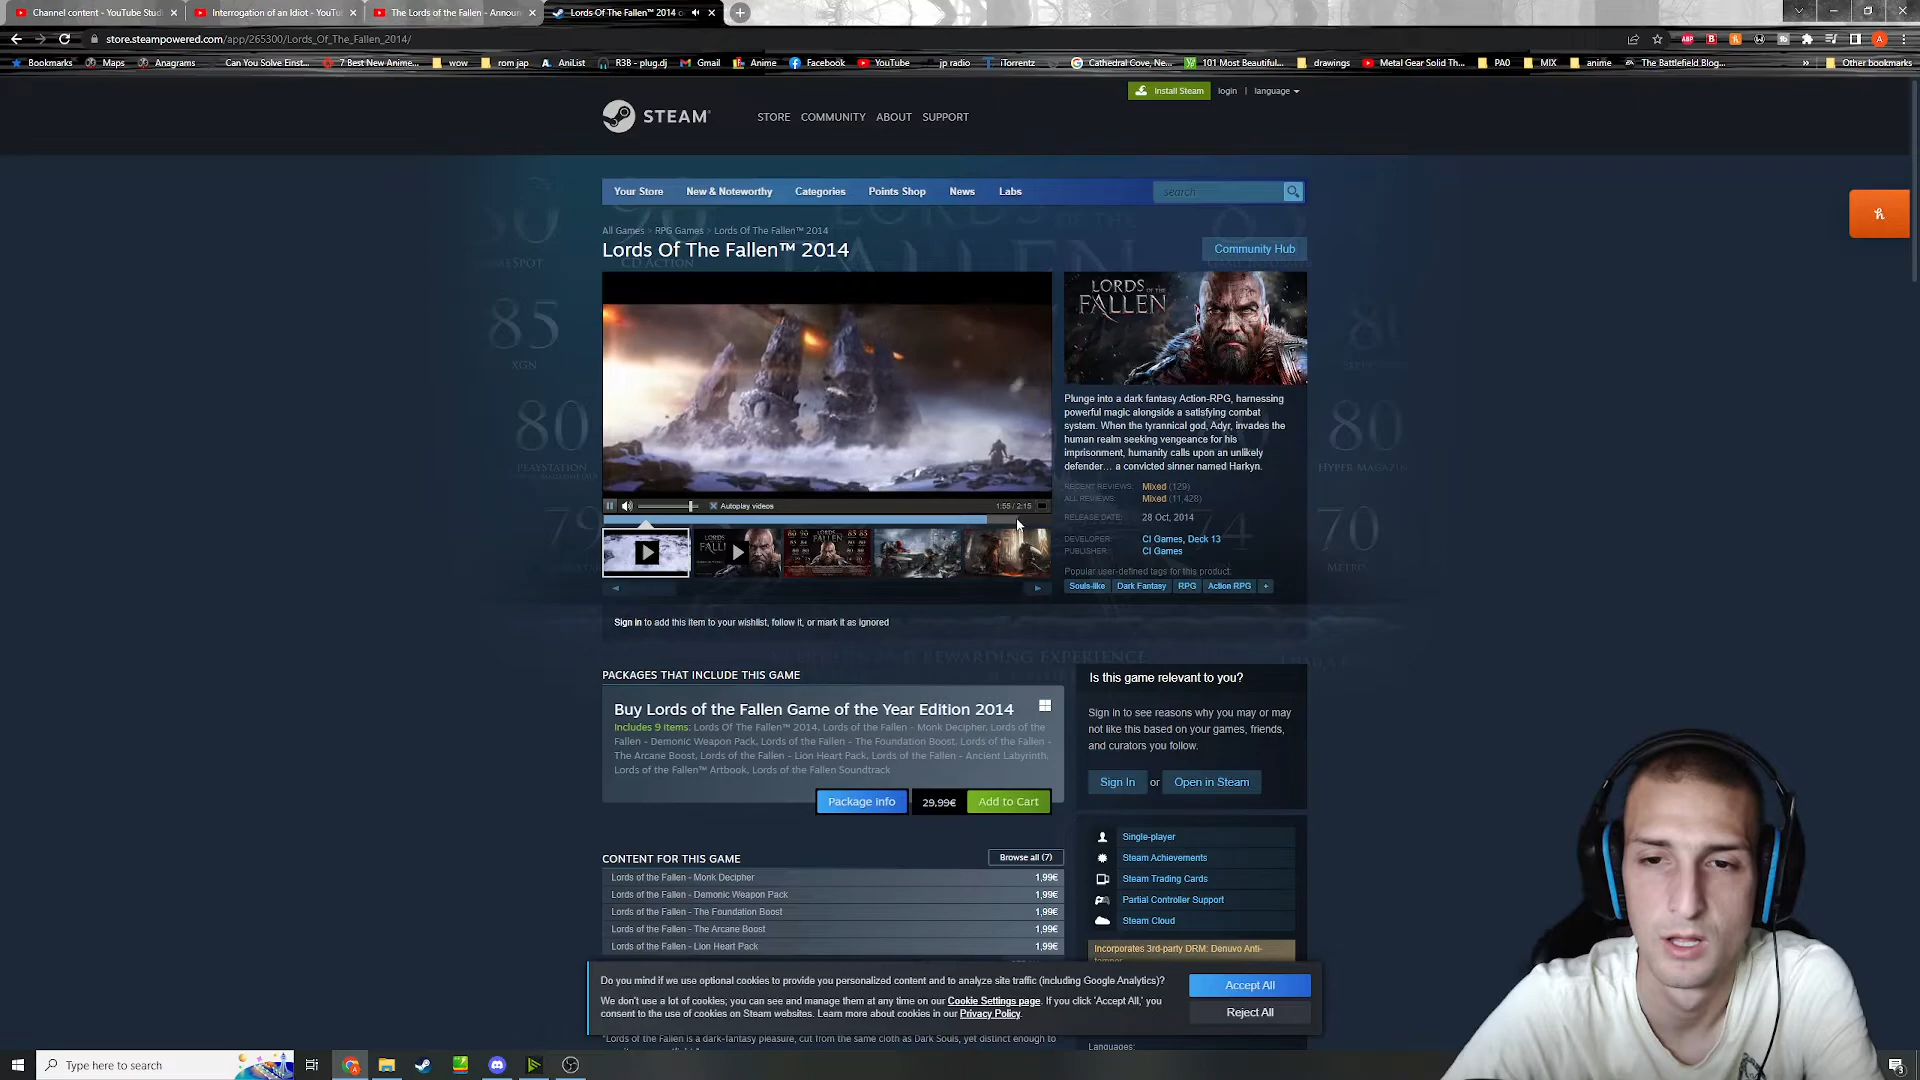 Channel content - YouTube Studi
Interrogation of an Idiot - YouTu
The Lords of the fallen - Announ
Lords Of The Fallen™ 2014 o
store.steampowered.com/app/265300/Lords_Of_The_Fallen_2014/
Bookmarks Maps Anagrams Can You Solve Einst... 7 Best New Anime... wow rom jap AniList R3B - plug.dj Gmail Anime Facebook YouTube jp radio iTorrentz Cathedral Cove, Ne... 101 Most Beautiful... drawings Metal Gear Solid Th... PAO MIX anime The Battlefield Blog... Other bookmarks
Install Steam login | language
STEAM
STORE COMMUNITY ABOUT SUPPORT
Your Store New & Noteworthy Categories Points Shop News Labs search
All Games > RPG Games > Lords Of The Fallen™ 2014
Lords Of The Fallen™ 2014
Community Hub
LORDS OF THE FALLEN
Plunge into a dark fantasy Action-RPG, harnessing
powerful magic alongside a satisfying combat
system. When the tyrannical god, Adyr, invades the
human realm seeking vengeance for his
imprisonment, humanity calls upon an unlikely
defender… a convicted sinner named Harkyn.
RECENT REVIEWS: Mixed (129)
ALL REVIEWS: Mixed (11,428)
RELEASE DATE: 28 Oct, 2014
DEVELOPER: CI Games, Deck 13
PUBLISHER: CI Games
Popular user-defined tags for this product:
Souls-like Dark Fantasy RPG Action RPG +
Autoplay videos
1:55 / 2:15
85
XGN
80
80
HYPER MAGAZIN
79
74
70
METRO
Sign in to add this item to your wishlist, follow it, or mark it as ignored
PACKAGES THAT INCLUDE THIS GAME
Buy Lords of the Fallen Game of the Year Edition 2014
Includes 9 items: Lords Of The Fallen™ 2014, Lords of the Fallen - Monk Decipher, Lords of the
Fallen - Demonic Weapon Pack, Lords of the Fallen - The Foundation Boost, Lords of the Fallen -
The Arcane Boost, Lords of the Fallen - Lion Heart Pack, Lords of the Fallen - Ancient Labyrinth,
Lords of the Fallen™ Artbook, Lords of the Fallen Soundtrack
Package info 29,99€ Add to Cart
CONTENT FOR THIS GAME
Browse all (7)
Lords of the Fallen - Monk Decipher 1,99€
Lords of the Fallen - Demonic Weapon Pack 1,99€
Lords of the Fallen - The Foundation Boost 1,99€
Lords of the Fallen - The Arcane Boost 1,99€
Lords of the Fallen - Lion Heart Pack 1,99€
Is this game relevant to you?
Sign in to see reasons why you may or may
not like this based on your games, friends,
and curators you follow.
Sign In or Open in Steam
Single-player
Steam Achievements
Steam Trading Cards
Partial Controller Support
Steam Cloud
Incorporates 3rd-party DRM: Denuvo Anti-
Do you mind if we use optional cookies to provide you personalized content and to analyze site traffic (including Google Analytics)?
We don't use a lot of cookies; you can see and manage them at any time on our Cookie Settings page. If you click 'Accept All,' you
consent to the use of cookies on Steam websites. Learn more about cookies in our Privacy Policy.
Accept All
Reject All
"Lords of the Fallen is a dark-fantasy pleasure, cut from the same cloth as Dark Souls, yet distinct enough to
Languages:
Type here to search